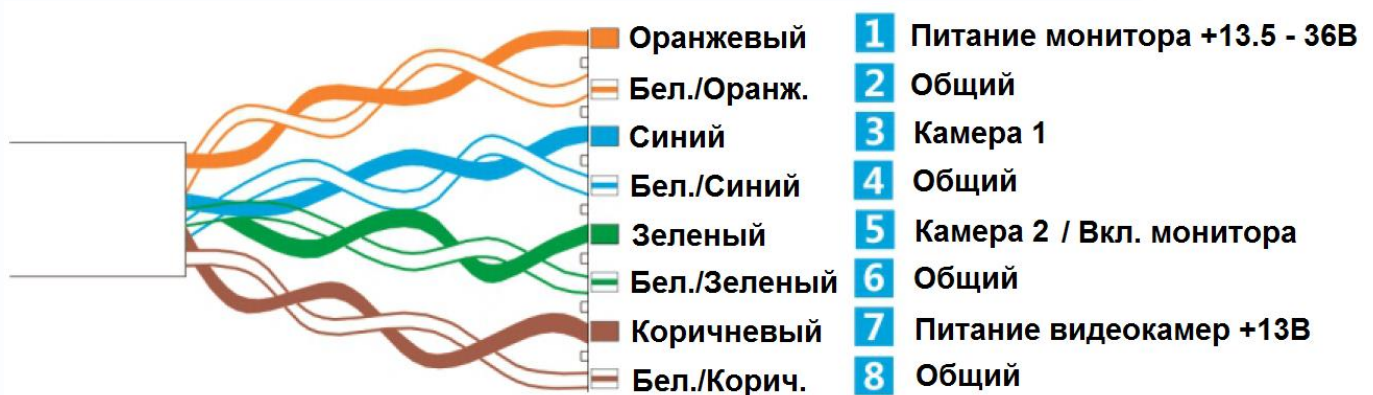 Оранжевый 1 Питание монитора +13.5 - 36В
Бел./Оранж. 2 Общий
Синий 3 Камера 1
Бел./Синий 4 Общий
Зеленый 5 Камера 2 / Вкл. монитора
Бел./Зеленый 6 Общий
Коричневый 7 Питание видеокамер +13В
Бел./Корич. 8 Общий